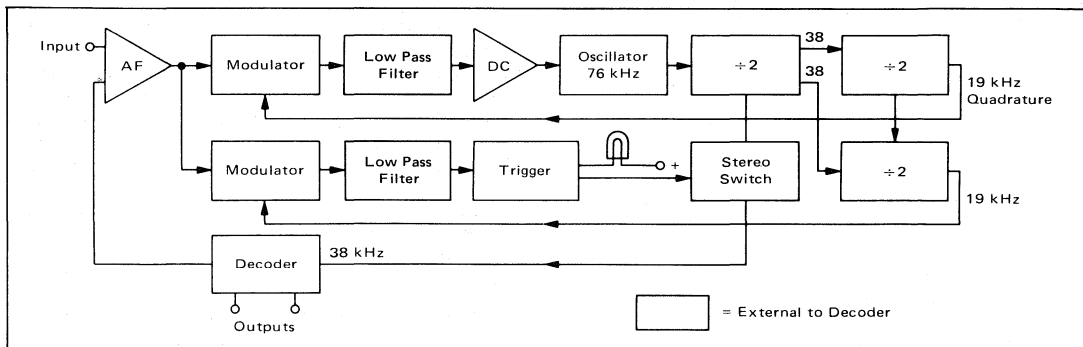 Input
AF
Modulator
Low Pass
Filter
DC
Oscillator
76 kHz
÷2
38
38
÷2
19 kHz
Quadrature
Modulator
Low Pass
Filter
Trigger
+
Stereo
Switch
÷2
19 kHz
Decoder
38 kHz
Outputs
= External to Decoder